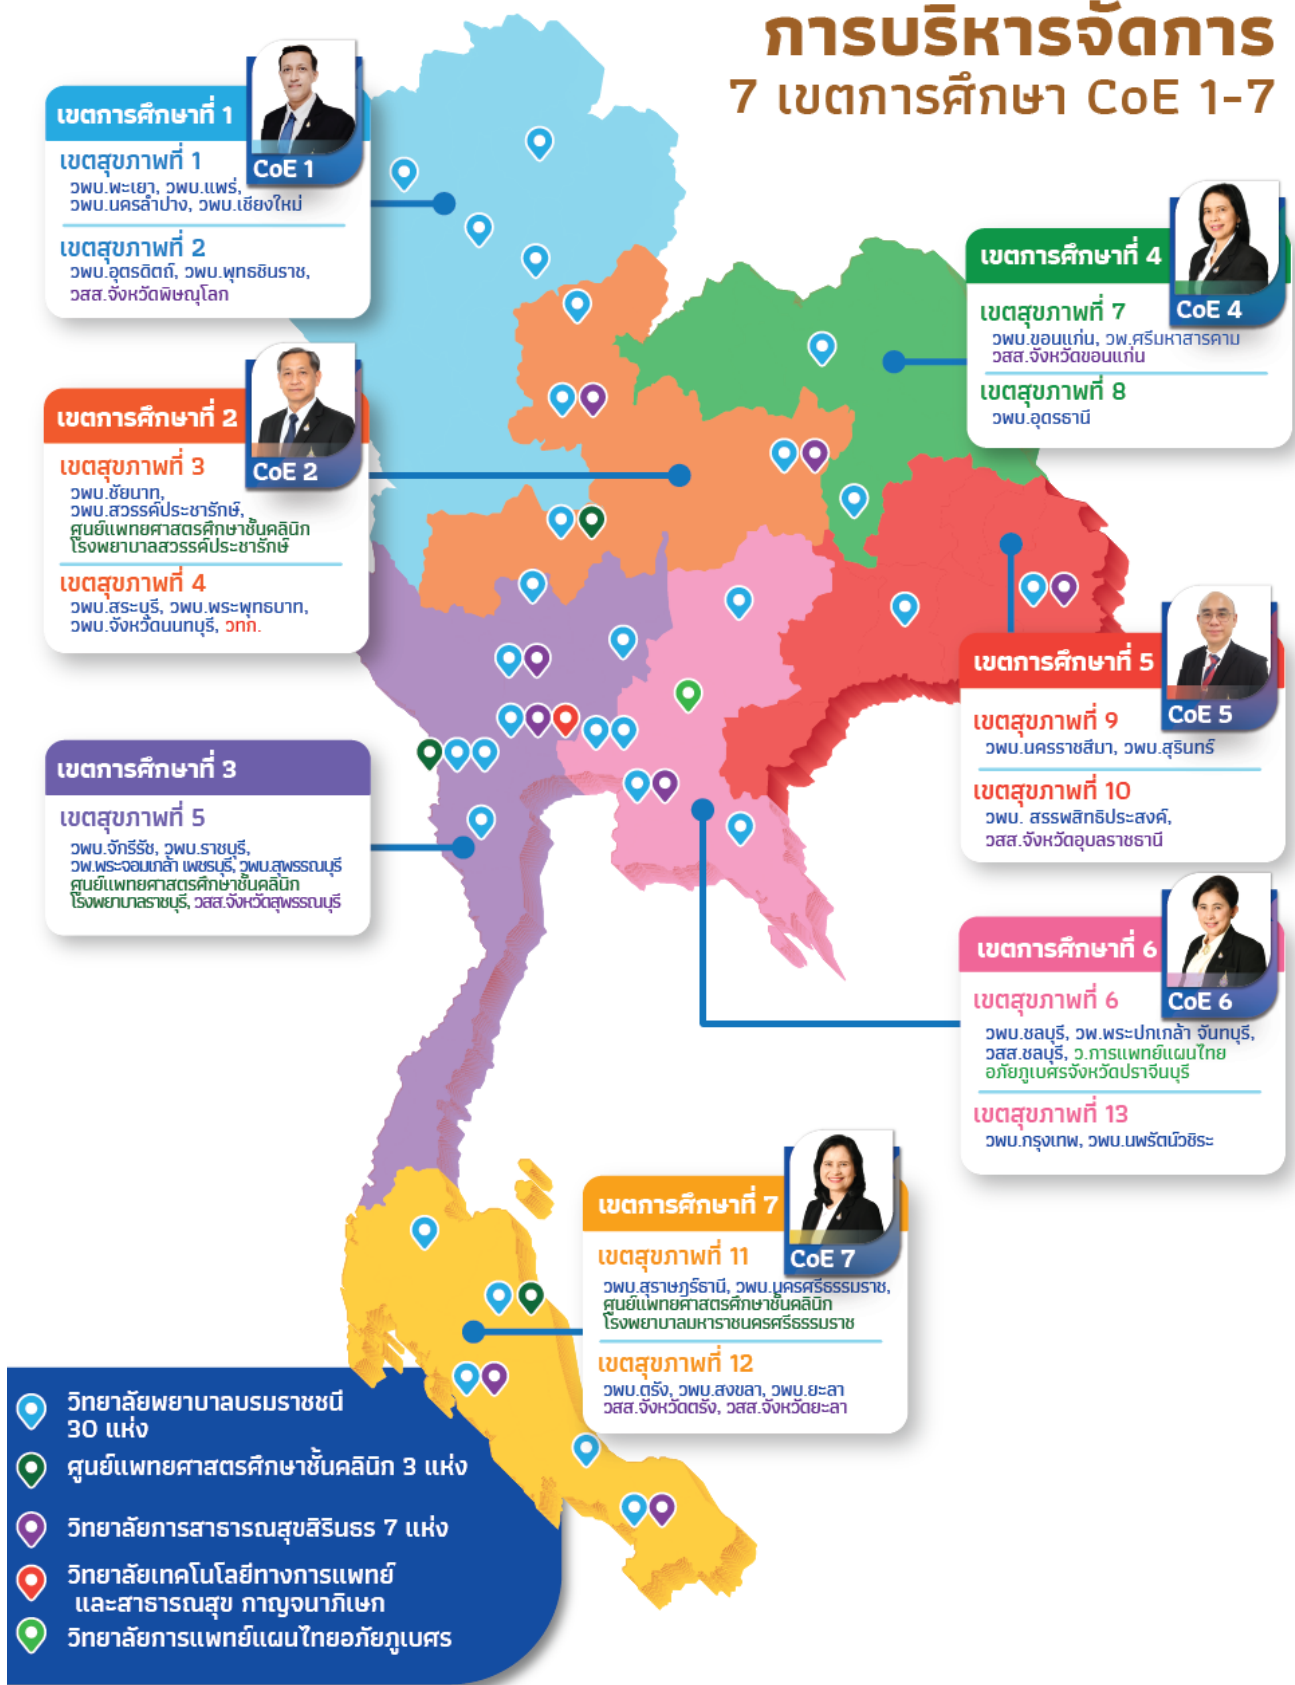 การบริหารจัดการ
7 เขตการศึกษา CoE 1-7
เขตการศึกษาที่ 1
CoE 1
เขตสุขภาพที่ 1
วพบ.พะเยา, วพบ.แพร่,
วพบ.นครลำปาง, วพบ.เชียงใหม่
เขตสุขภาพที่ 2
วพบ.อุตรดิตถ์, วพบ.พุทธชินราช,
วสส.จังหวัดพิษณุโลก
เขตการศึกษาที่ 2
CoE 2
เขตสุขภาพที่ 3
วพบ.ชัยนาท,
วพบ.สวรรค์ประชารักษ์,
ศูนย์แพทยศาสตรศึกษาชั้นคลินิก
โรงพยาบาลสวรรค์ประชารักษ์
เขตสุขภาพที่ 4
วพบ.สระบุรี, วพบ.พระพุทธบาท,
วพบ.จังหวัดนนทบุรี, วทก.
เขตการศึกษาที่ 3
เขตสุขภาพที่ 5
วพบ.จักรีรัช, วพบ.ราชบุรี,
วพ.พระจอมเกล้า เพชรบุรี, วพบ.สุพรรณบุรี
ศูนย์แพทยศาสตรศึกษาชั้นคลินิก
โรงพยาบาลราชบุรี, วสส.จังหวัดสุพรรณบุรี
เขตการศึกษาที่ 4
CoE 4
เขตสุขภาพที่ 7
วพบ.ขอนแก่น, วพ.ศรีมหาสารคาม
วสส.จังหวัดขอนแก่น
เขตสุขภาพที่ 8
วพบ.อุดรธานี
เขตการศึกษาที่ 5
CoE 5
เขตสุขภาพที่ 9
วพบ.นครราชสีมา, วพบ.สุรินทร์
เขตสุขภาพที่ 10
วพบ. สรรพสิทธิประสงค์,
วสส.จังหวัดอุบลราชธานี
เขตการศึกษาที่ 6
CoE 6
เขตสุขภาพที่ 6
วพบ.ชลบุรี, วพ.พระปกเกล้า จันทบุรี,
วสส.ชลบุรี, ว.การแพทย์แผนไทย
อภัยภูเบศรจังหวัดปราจีนบุรี
เขตสุขภาพที่ 13
วพบ.กรุงเทพ, วพบ.นพรัตน์วชิระ
เขตการศึกษาที่ 7
CoE 7
เขตสุขภาพที่ 11
วพบ.สุราษฎร์ธานี, วพบ.นครศรีธรรมราช,
ศูนย์แพทยศาสตรศึกษาชั้นคลินิก
โรงพยาบาลมหาราชนครศรีธรรมราช
เขตสุขภาพที่ 12
วพบ.ตรัง, วพบ.สงขลา, วพบ.ยะลา
วสส.จังหวัดตรัง, วสส.จังหวัดยะลา
วิทยาลัยพยาบาลบรมราชชนี
30 แห่ง
ศูนย์แพทยศาสตรศึกษาชั้นคลินิก 3 แห่ง
วิทยาลัยการสาธารณสุขสิรินธร 7 แห่ง
วิทยาลัยเทคโนโลยีทางการแพทย์
และสาธารณสุข กาญจนาภิเษก
วิทยาลัยการแพทย์แผนไทยอภัยภูเบศร